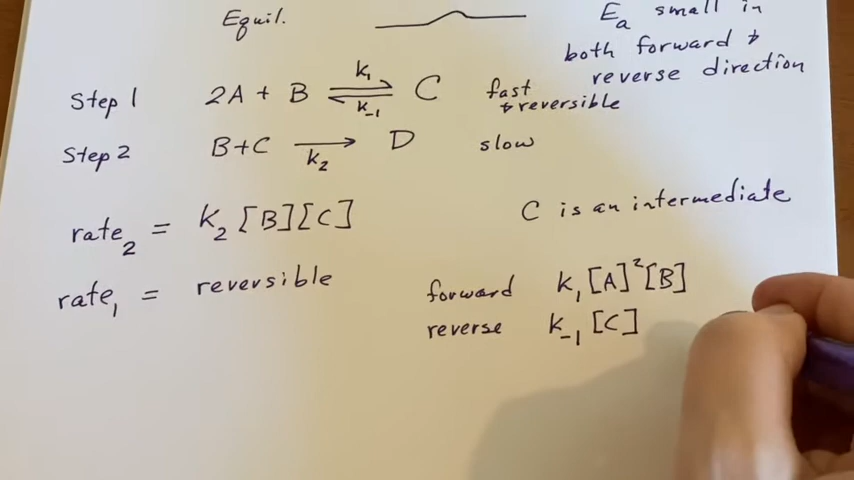 Equil.
Ea small in
both forward &
reverse direction
Step 1 2A + B ⇌ C fast
k1
k-1
& reversible
Step 2 B+C → D slow
k2
rate2 = k2 [B][C]
C is an intermediate
rate1 = reversible
forward k1 [A]²[B]
reverse k-1 [C]